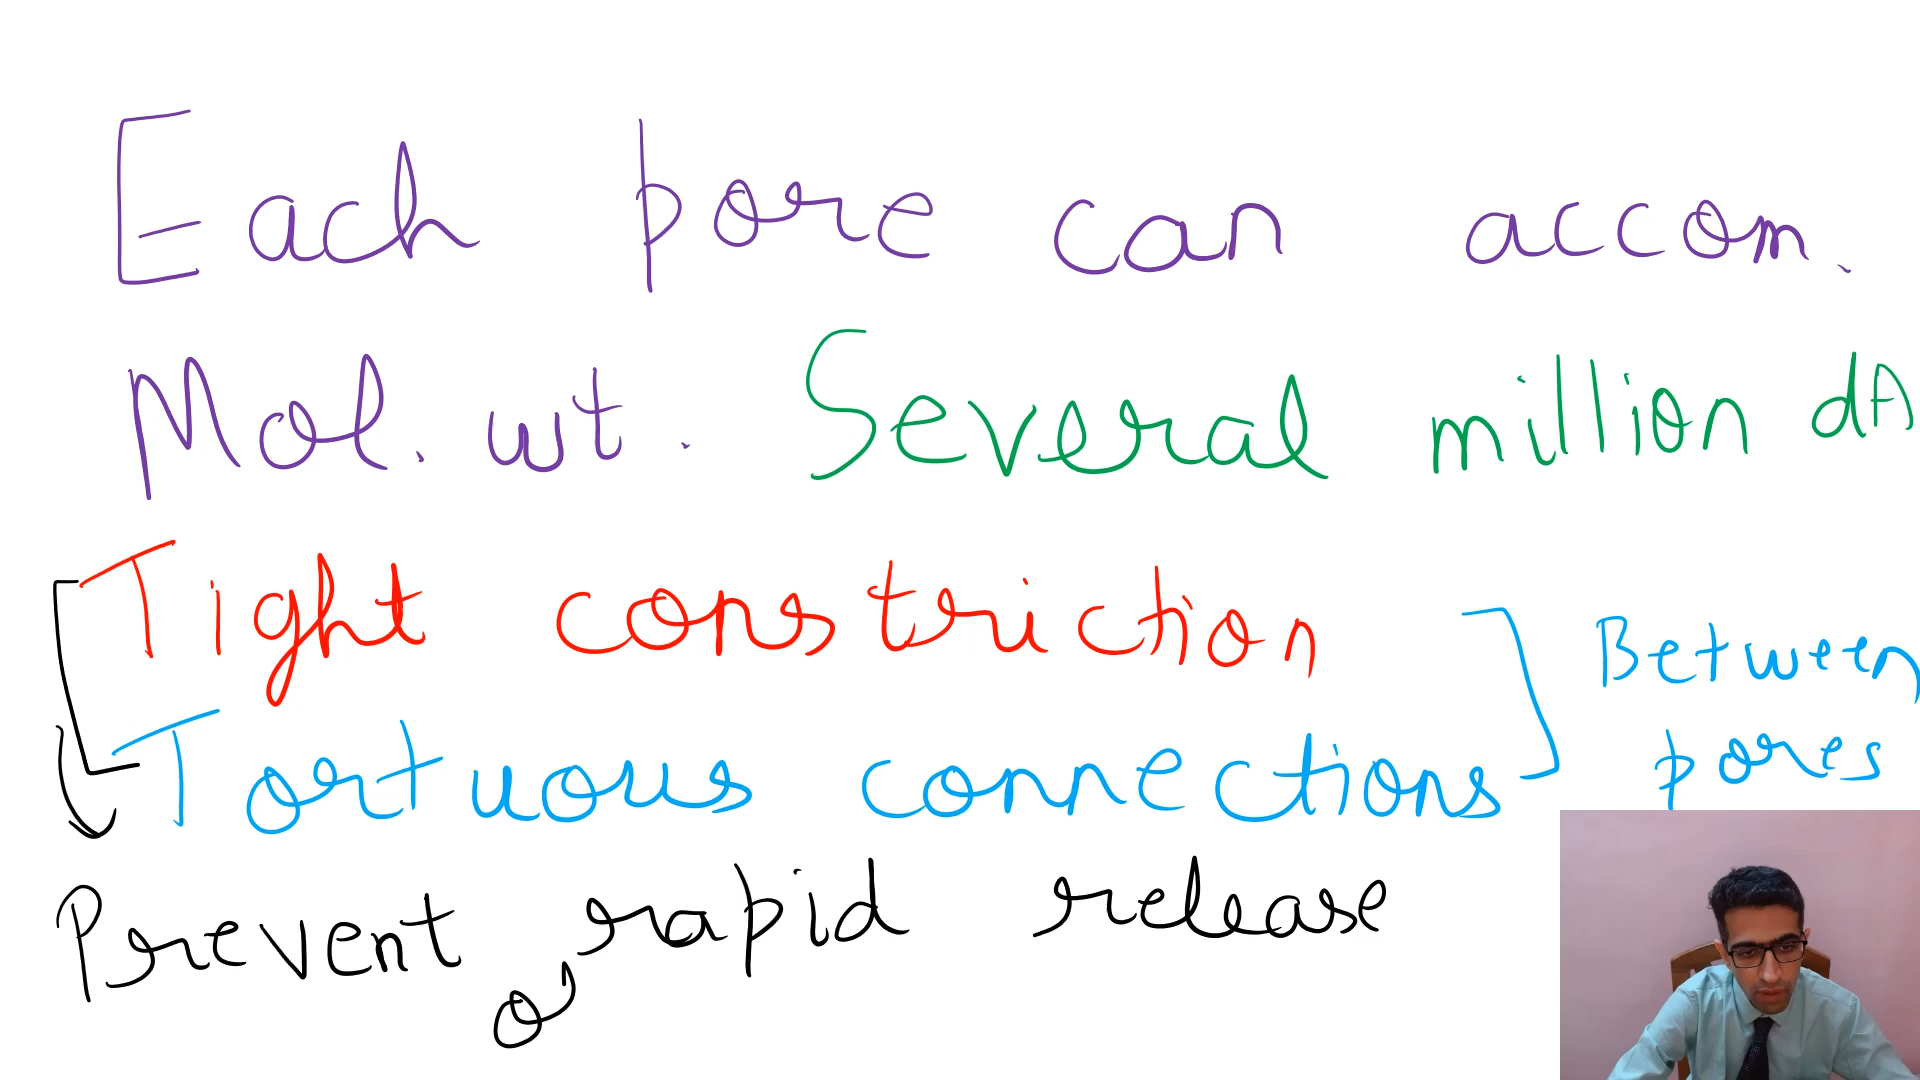 Each pore can accom.
Mol. wt. Several million dA
Tight constriction
Tortuous connections
Between
pores
Prevent rapid release